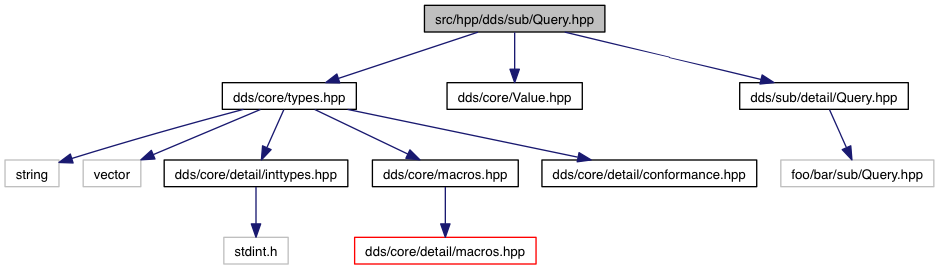 src/hpp/dds/sub/Query.hpp
dds/core/types.hpp
dds/core/Value.hpp
dds/sub/detail/Query.hpp
string
vector
dds/core/detail/inttypes.hpp
dds/core/macros.hpp
dds/core/detail/conformance.hpp
foo/bar/sub/Query.hpp
stdint.h
dds/core/detail/macros.hpp